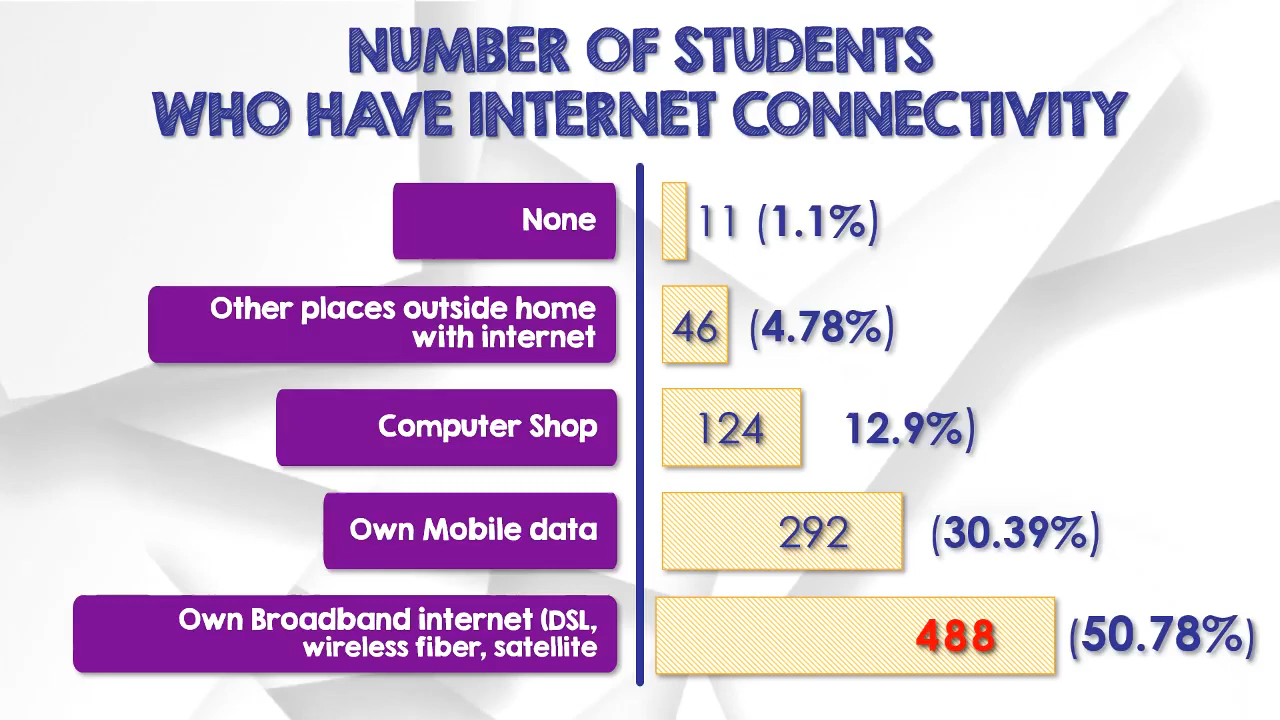 NUMBER OF STUDENTS
WHO HAVE INTERNET CONNECTIVITY
None
11 (1.1%)
Other places outside home
with internet
46 (4.78%)
Computer Shop
124 12.9%)
Own Mobile data
292 (30.39%)
Own Broadband internet (DSL,
wireless fiber, satellite
488 (50.78%)